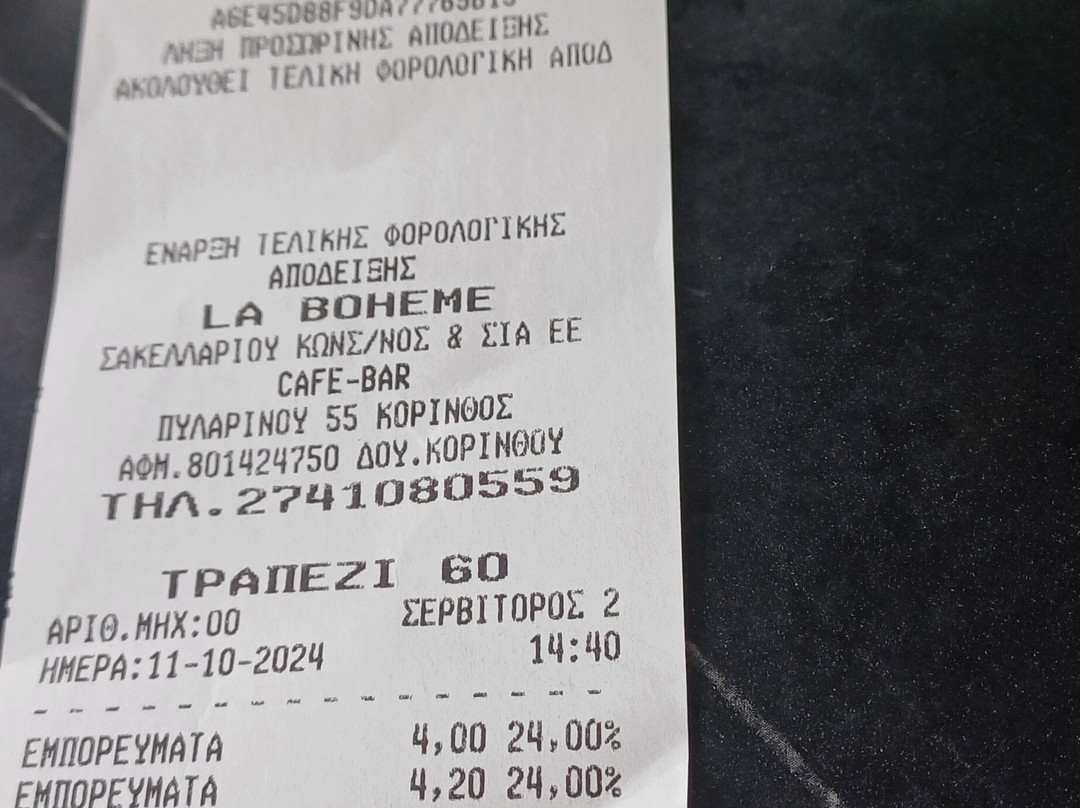 ΛΗΞΗ ΠΡΟΣΩΡΙΝΗΣ ΑΠΟΔΕΙΞΗΣ
ΑΚΟΛΟΥΘΕΙ ΤΕΛΙΚΗ ΦΟΡΟΛΟΓΙΚΗ ΑΠΟΔ
ΕΝΑΡΞΗ ΤΕΛΙΚΗΣ ΦΟΡΟΛΟΓΙΚΗΣ
ΑΠΟΔΕΙΞΗΣ
LA BOHEME
ΣΑΚΕΛΛΑΡΙΟΥ ΚΩΝΣ/ΝΟΣ & ΣΙΑ ΕΕ
CAFE-BAR
ΠΥΛΑΡΙΝΟΥ 55 ΚΟΡΙΝΘΟΣ
ΑΦΜ.801424750 ΔΟΥ.ΚΟΡΙΝΘΟΥ
ΤΗΛ.2741080559
ΤΡΑΠΕΖΙ 60
ΑΡΙΘ.ΜΗΧ:00 ΣΕΡΒΙΤΟΡΟΣ 2
ΗΜΕΡΑ:11-10-2024 14:40
- - - - - - - - - - - - - - - -
ΕΜΠΟΡΕΥΜΑΤΑ 4,00 24,00%
ΕΜΠΟΡΕΥΜΑΤΑ 4,20 24,00%